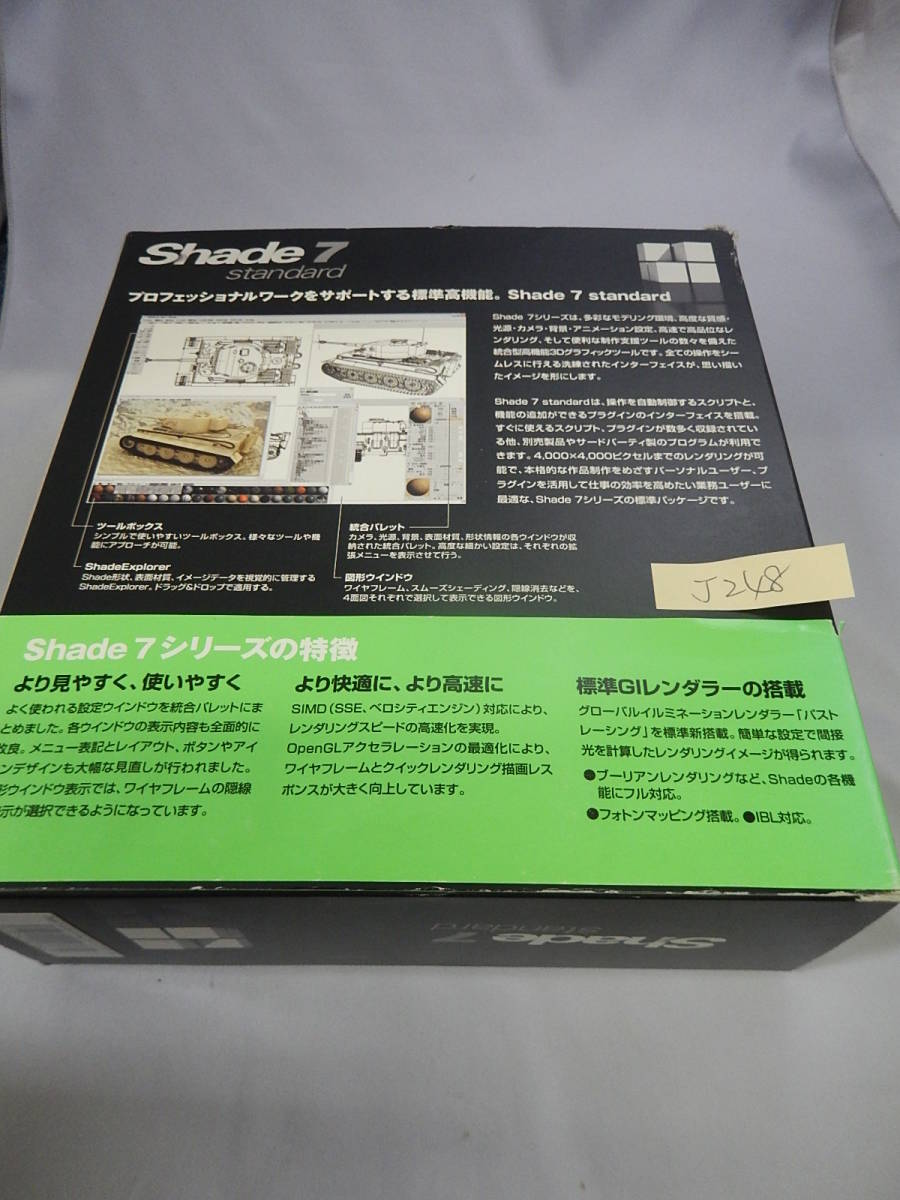 Shade 7
standard
プロフェッショナルワークをサポートする標準高機能。Shade 7 standard
Shade 7シリーズは、多彩なモデリング環境、高度な質感・
光源・カメラ・背景・アニメーション設定、高速で高品位なレ
ンダリング、そして便利な制作支援ツールの数々を備えた
統合型高機能3Dグラフィックツールです。全ての操作をシー
ムレスに行える洗練されたインターフェイスが、思い描い
たイメージを形にします。
Shade 7 standardは、操作を自動制御するスクリプトと、
機能の追加ができるプラグインのインターフェイスを搭載。
すぐに使えるスクリプト、プラグインが数多く収録されてい
る他、別売製品やサードパーティ製のプログラムが利用で
きます。4,000×4,000ピクセルまでのレンダリングが可
能で、本格的な作品制作をめざすパーソナルユーザー、プ
ラグインを活用して仕事の効率を高めたい業務ユーザーに
最適な、Shade 7シリーズの標準パッケージです。
ツールボックス
シンプルで使いやすいツールボックス。様々なツールや機
能にアプローチが可能。
ShadeExplorer
Shade形状、表面材質、イメージデータを視覚的に管理する
ShadeExplorer。ドラッグ&ドロップで適用する。
統合パレット
カメラ、光源、背景、表面材質、形状情報の各ウインドウが収
納された統合パレット。高度な細かい設定は、それぞれの拡
張メニューを表示させて行う。
図形ウインドウ
ワイヤフレーム、スムーズシェーディング、隠線消去などを、
4面図それぞれで選択して表示できる図形ウインドウ。
J248
Shade 7シリーズの特徴
より見やすく、使いやすく
よく使われる設定ウインドウを統合パレットにま
とめました。各ウインドウの表示内容も全面的に
改良。メニュー表記とレイアウト、ボタンやアイ
ンデザインも大幅な見直しが行われました。
形ウインドウ表示では、ワイヤフレームの隠線
示が選択できるようになっています。
より快適に、より高速に
SIMD（SSE、ベロシティエンジン）対応により、
レンダリングスピードの高速化を実現。
OpenGLアクセラレーションの最適化により、
ワイヤフレームとクイックレンダリング描画レス
ポンスが大きく向上しています。
標準GIレンダラーの搭載
グローバルイルミネーションレンダラー「パスト
レーシング」を標準新搭載。簡単な設定で間接
光を計算したレンダリングイメージが得られます。
●ブーリアンレンダリングなど、Shadeの各機
能にフル対応。
●フォトンマッピング搭載。●IBL対応。
Shade 7
standard